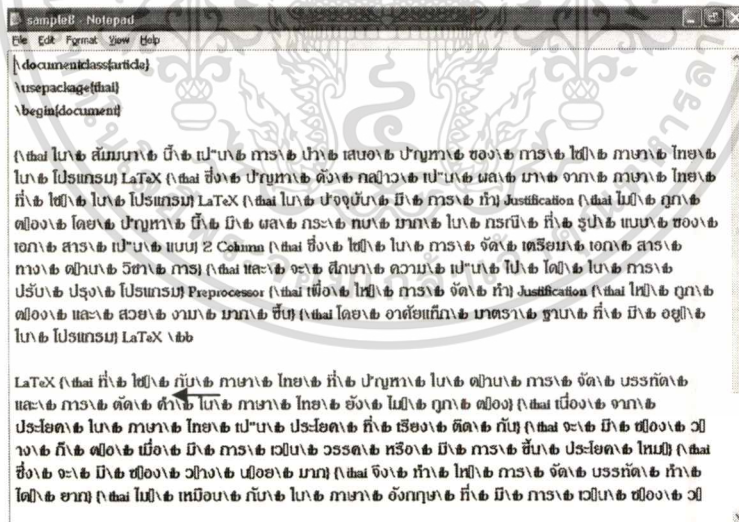 sample8 - Notepad
File Edit Format View Help
\documentclass{article}
\usepackage{thai}
\begin{document}
{\thai ใน\tb สัมมนา\tb นี้\tb เป็น\tb การ\tb นำ\tb เสนอ\tb ปัญหา\tb ของ\tb การ\tb ใช้\tb ภาษา\tb ไทย\tb
ใน\tb โปรแกรม} LaTeX {\thai ซึ่ง\tb ปัญหา\tb ดัง\tb กล่าว\tb เป็น\tb ผล\tb มา\tb จาก\tb ภาษา\tb ไทย\tb
ที่\tb ใช้\tb ใน\tb โปรแกรม} LaTeX {\thai ใน\tb ปัจจุบัน\tb มี\tb การ\tb ทำ} Justification {\thai ไม่\tb ถูก\tb
ต้อง\tb โดย\tb ปัญหา\tb นี้\tb มี\tb ผล\tb กระ\tb ทบ\tb มาก\tb ใน\tb กรณี\tb ที่\tb รูป\tb แบบ\tb ของ\tb
เอก\tb สาร\tb เป็น\tb แบบ} 2 Column {\thai ซึ่ง\tb ใช้\tb ใน\tb การ\tb จัด\tb เตรียม\tb เอก\tb สาร\tb
ทาง\tb ด้าน\tb วิชา\tb การ} {\thai และ\tb จะ\tb ศึกษา\tb ความ\tb เป็น\tb ไป\tb ได้\tb ใน\tb การ\tb
ปรับ\tb ปรุง\tb โปรแกรม} Preprocessor {\thai เพื่อ\tb ให้\tb การ\tb จัด\tb ทำ} Justification {\thai ให้\tb ถูก\tb
ต้อง\tb และ\tb สวย\tb งาม\tb มาก\tb ขึ้น} {\thai โดย\tb อาศัยแท็ก\tb มาตรา\tb ฐาน\tb ที่\tb มี\tb อยู่\tb
ใน\tb โปรแกรม} LaTeX \bb
LaTeX {\thai ที่\tb ใช้\tb กับ\tb ภาษา\tb ไทย\tb ที่\tb ปัญหา\tb ใน\tb ด้าน\tb การ\tb จัด\tb บรรทัด\tb
และ\tb การ\tb ตัด\tb คำ\tb ใน\tb ภาษา\tb ไทย\tb ยัง\tb ไม่\tb ถูก\tb ต้อง} {\thai เนื่อง\tb จาก\tb
ประโยค\tb ใน\tb ภาษา\tb ไทย\tb เป็น\tb ประโยค\tb ที่\tb เรียง\tb ติด\tb กัน} {\thai จะ\tb มี\tb ช่อง\tb ว่
าง\tb ก็\tb ต่อ\tb เมื่อ\tb มี\tb การ\tb เว้น\tb วรรค\tb หรือ\tb มี\tb การ\tb ขึ้น\tb ประโยค\tb ใหม่} {\thai
ซึ่ง\tb จะ\tb มี\tb ช่อง\tb ว่าง\tb น้อย\tb มาก} {\thai จึง\tb ทำ\tb ให้\tb การ\tb จัด\tb บรรทัด\tb ทำ\tb
ได้\tb ยาก} {\thai ไม่\tb เหมือน\tb กับ\tb ใน\tb ภาษา\tb อังกฤษ\tb ที่\tb มี\tb การ\tb เว้น\tb ช่อง\tb ว่